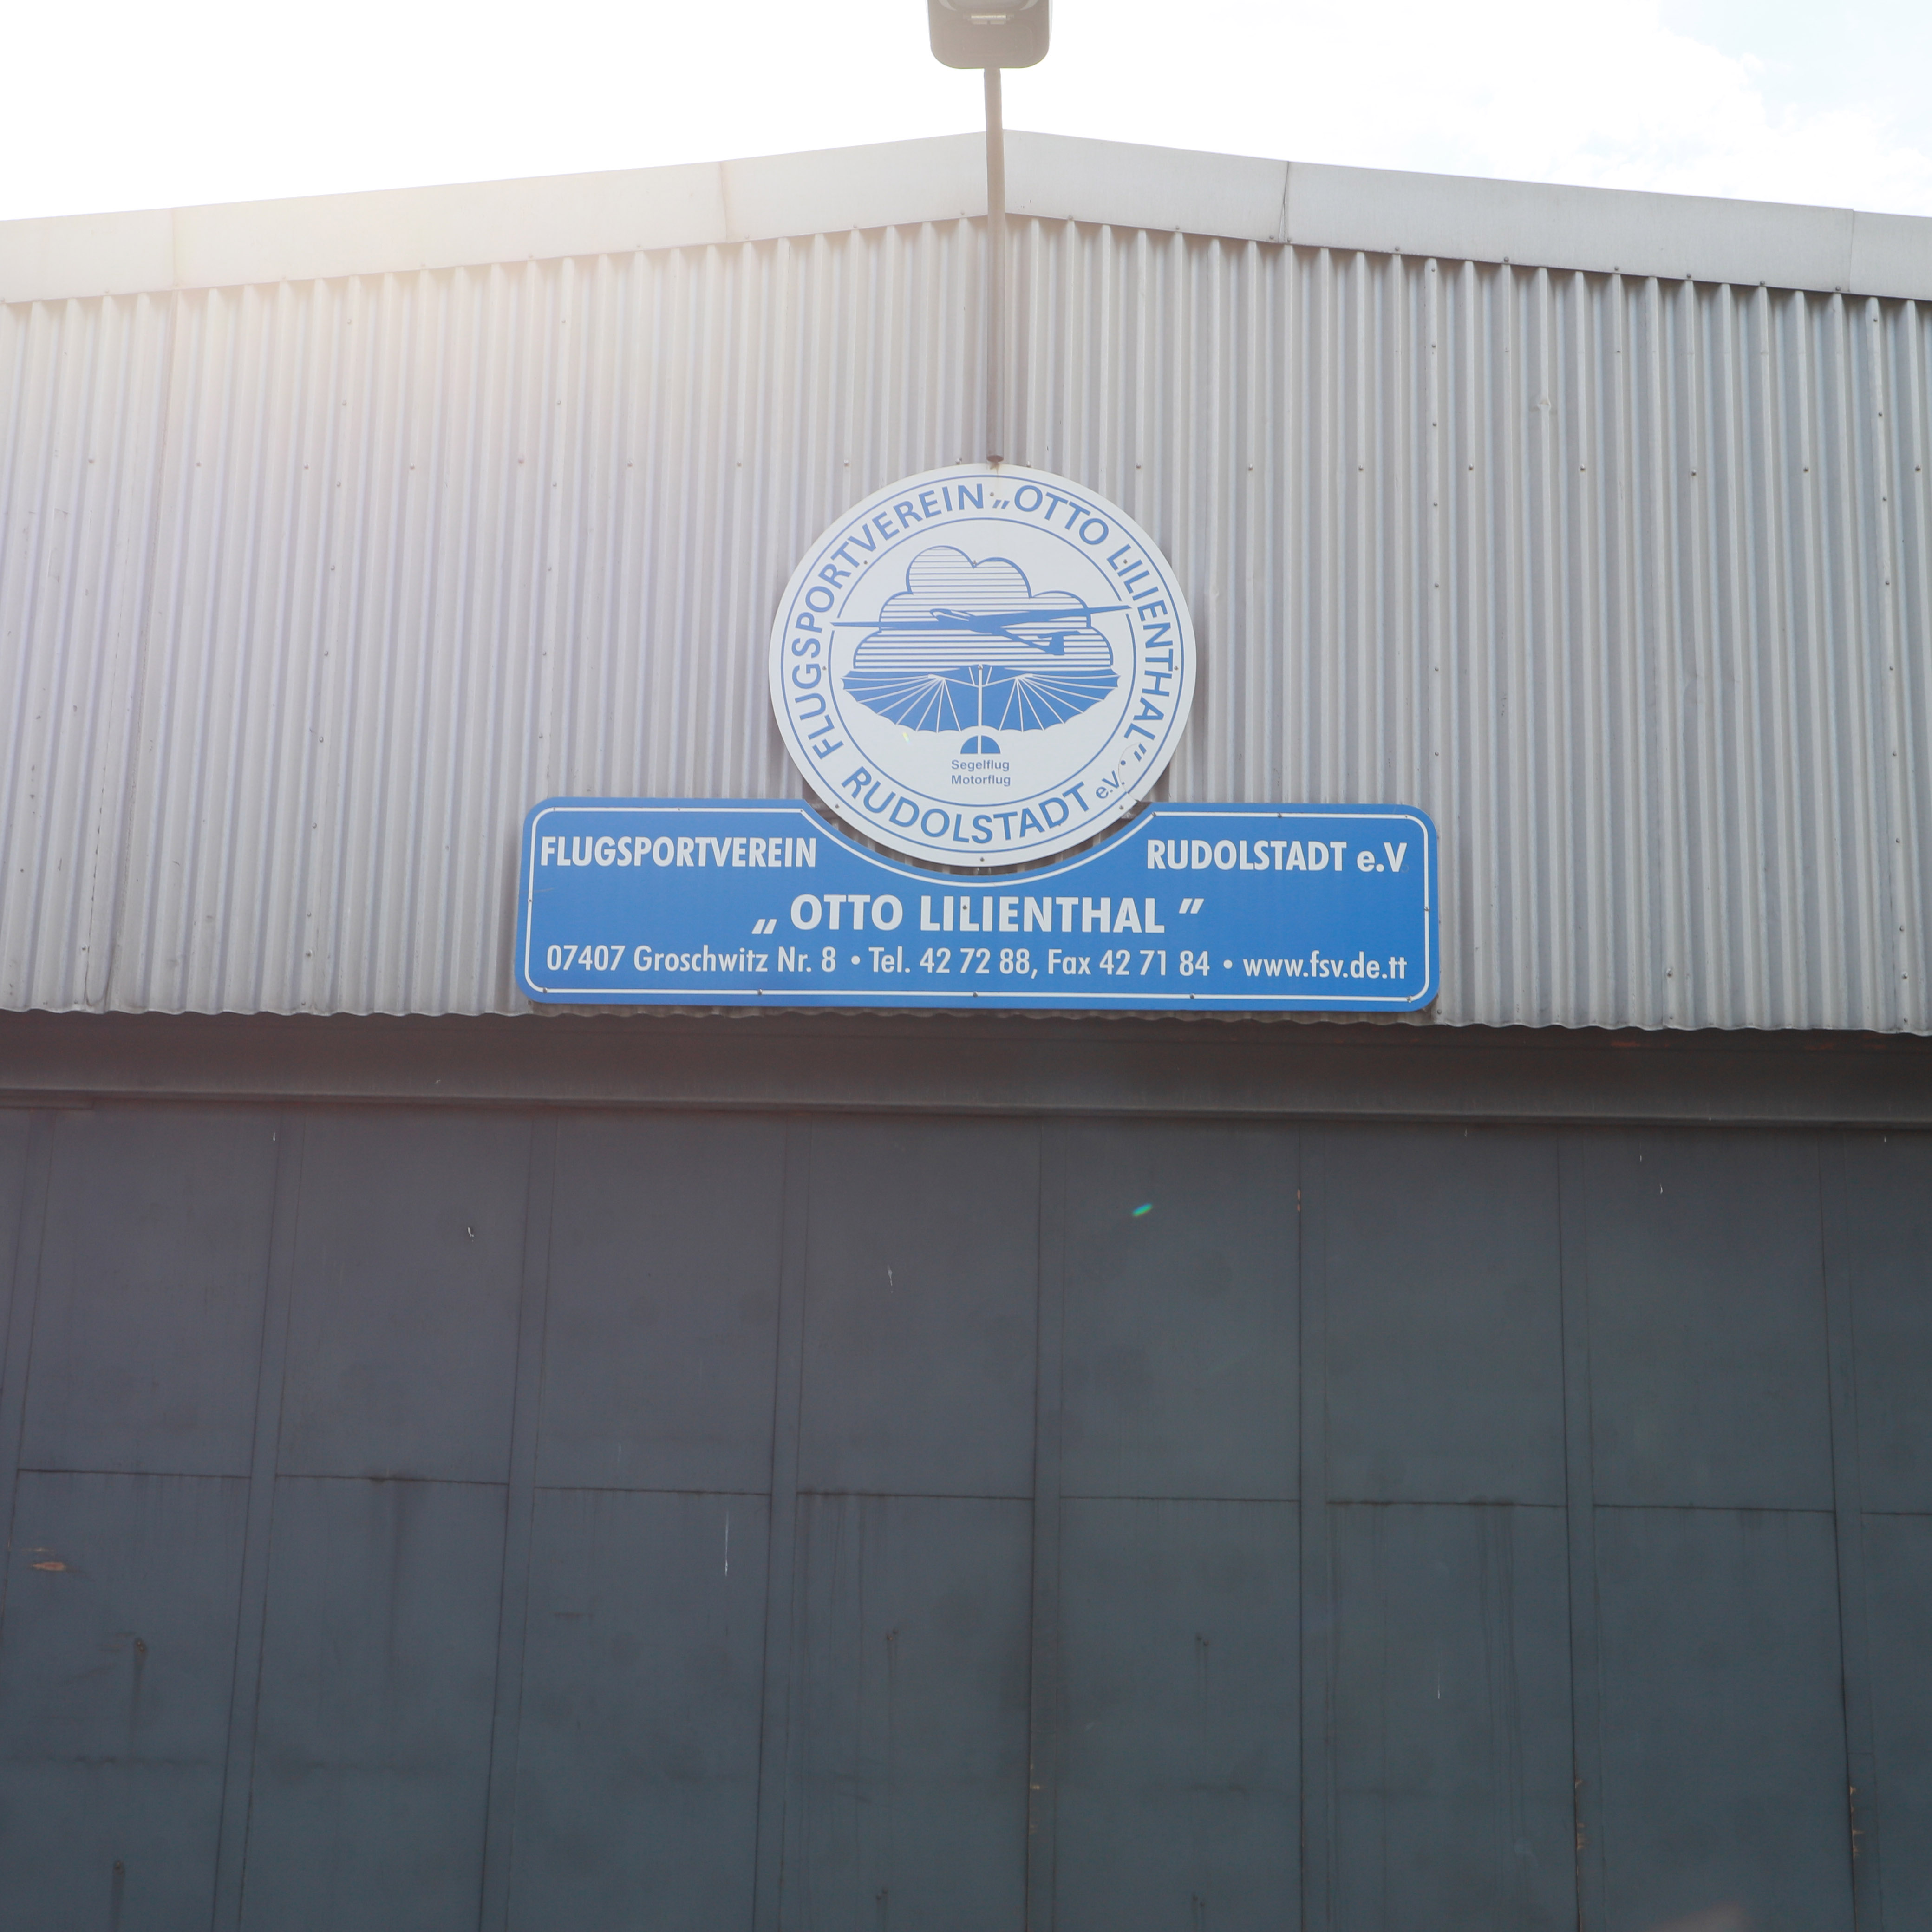 FLUGSPORTVEREIN „OTTO LILIENTHAL”
RUDOLSTADT e.V.
Segelflug
Motorflug
FLUGSPORTVEREIN RUDOLSTADT e.V
„ OTTO LILIENTHAL ”
07407 Groschwitz Nr. 8 • Tel. 42 72 88, Fax 42 71 84 • www.fsv.de.tt